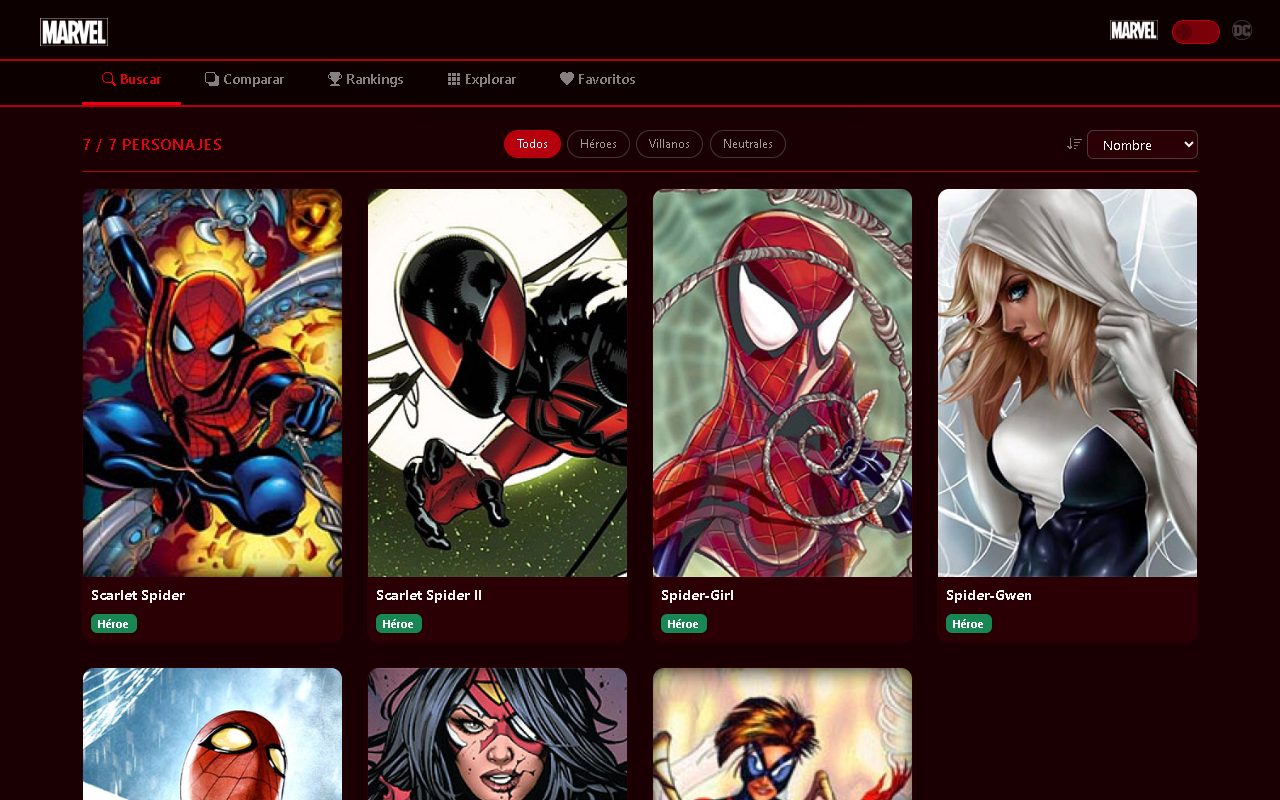 MARVEL
MARVEL
DC
Buscar
Comparar
Rankings
Explorar
Favoritos
7 / 7 PERSONAJES
Todos
Héroes
Villanos
Neutrales
Nombre
Scarlet Spider
Scarlet Spider II
Spider-Girl
Spider-Gwen
Héroe
Héroe
Héroe
Héroe